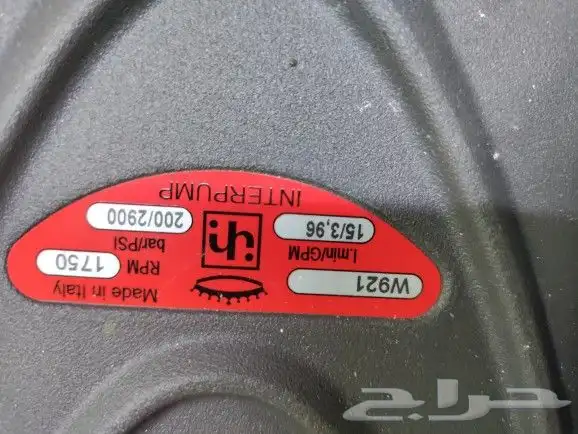 W921
Made in Italy
l.min/GPM
RPM 1750
15/3,96
bar/PSI
200/2900
INTERPUMP
حراج